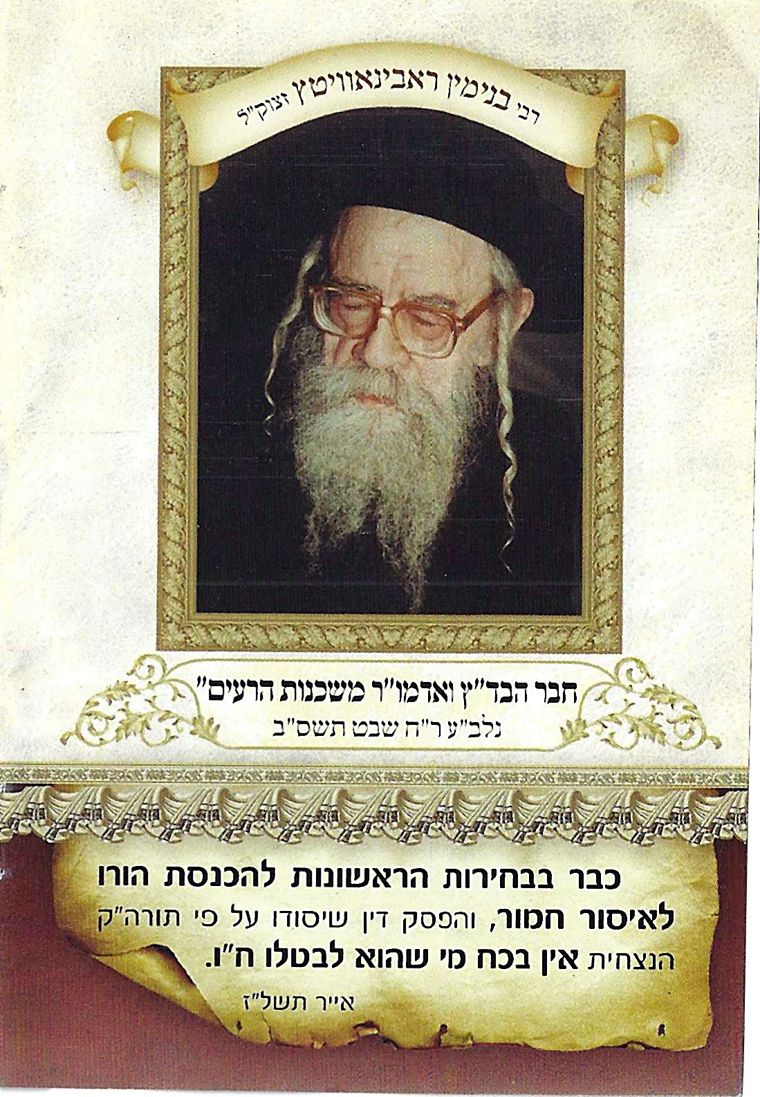 רבי בנימין ראבינאוויטץ זצוק"ל
חבר הבד"ץ ואדמו"ר משכנות הרעים"
נלב"ע ר"ח שבט תשס"ב
כבר בבחירות הראשונות להכנסת הורו
לאיסור חמור, והפסק דין שיסודו על פי תורה"ק
הנצחית אין בכח מי שהוא לבטלו ח"ו.
אייר תשל"ז